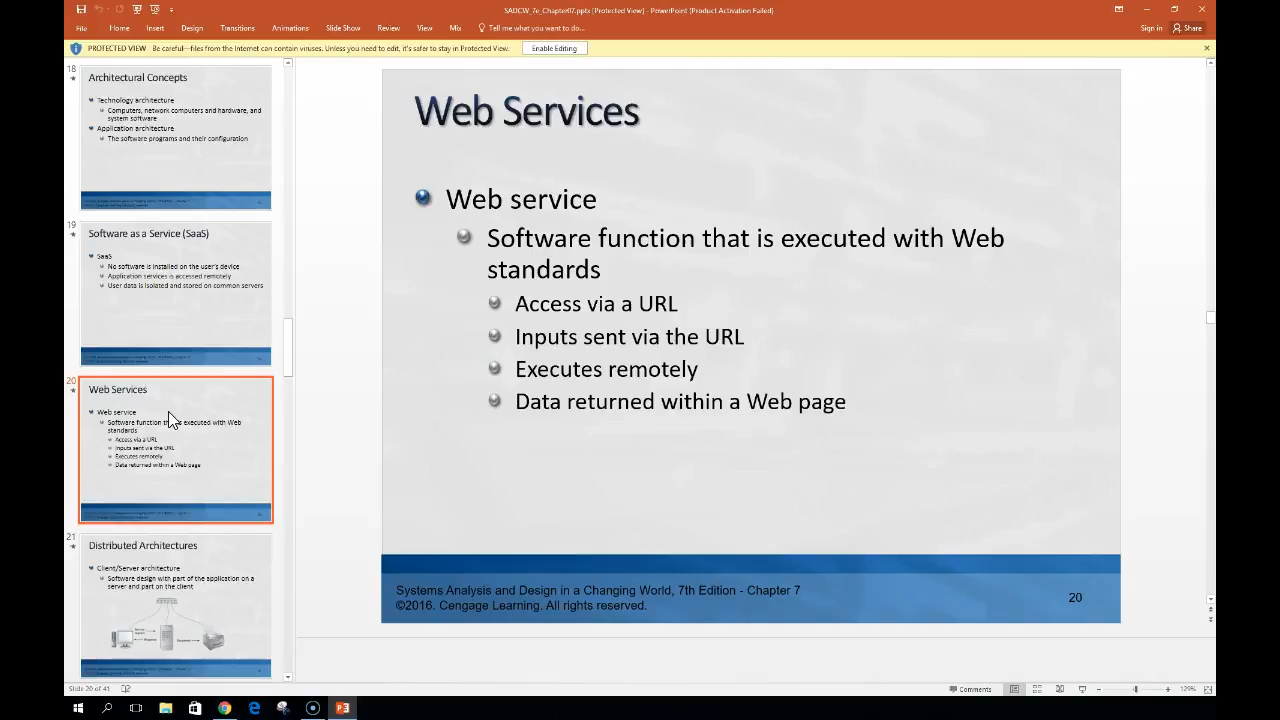 SADCW_7e_Chapter07.pptx [Protected View] - PowerPoint (Product Activation Failed)
File Home Insert Design Transitions Animations Slide Show Review View Mix Tell me what you want to do... Sign in Share
PROTECTED VIEW Be careful—files from the Internet can contain viruses. Unless you need to edit, it's safer to stay in Protected View. Enable Editing
18
Architectural Concepts
Technology architecture
Computers, network computers and hardware, and
system software
Application architecture
The software programs and their configuration
19
Software as a Service (SaaS)
SaaS
No software is installed on the user's device
Application services is accessed remotely
User data is isolated and stored on common servers
20
Web Services
Web service
Software function th is executed with Web
standards
Access via a URL
Inputs sent via the URL
Executes remotely
Data returned within a Web page
21
Distributed Architectures
Client/Server architecture
Software design with part of the application on a
server and part on the client
Web Services
Web service
Software function that is executed with Web
standards
Access via a URL
Inputs sent via the URL
Executes remotely
Data returned within a Web page
Systems Analysis and Design in a Changing World, 7th Edition - Chapter 7
©2016. Cengage Learning. All rights reserved.
20
Slide 20 of 41
Comments
129%